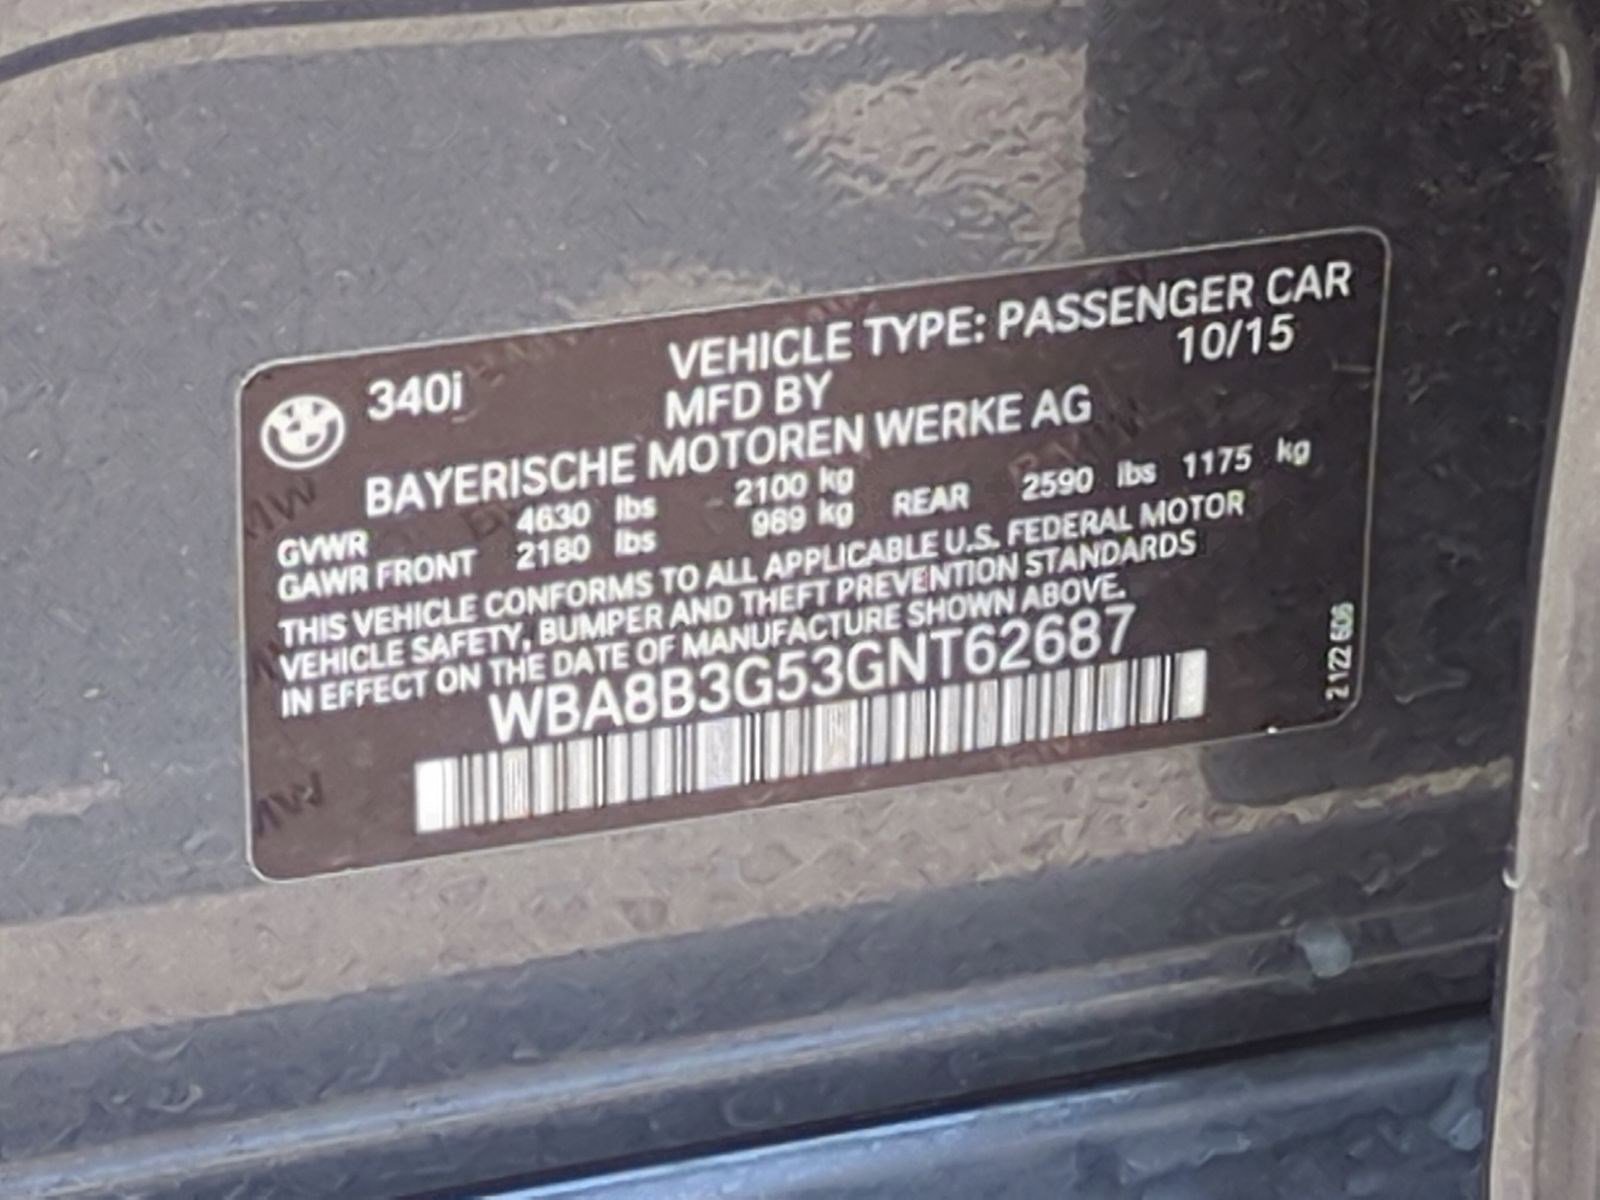 340i VEHICLE TYPE: PASSENGER CAR
MFD BY 10/15
BAYERISCHE MOTOREN WERKE AG
GVWR 4630 lbs 2100 kg
GAWR FRONT 2180 lbs 989 kg REAR 2590 lbs 1175 kg
THIS VEHICLE CONFORMS TO ALL APPLICABLE U.S. FEDERAL MOTOR
VEHICLE SAFETY, BUMPER AND THEFT PREVENTION STANDARDS
IN EFFECT ON THE DATE OF MANUFACTURE SHOWN ABOVE.
WBA8B3G53GNT62687